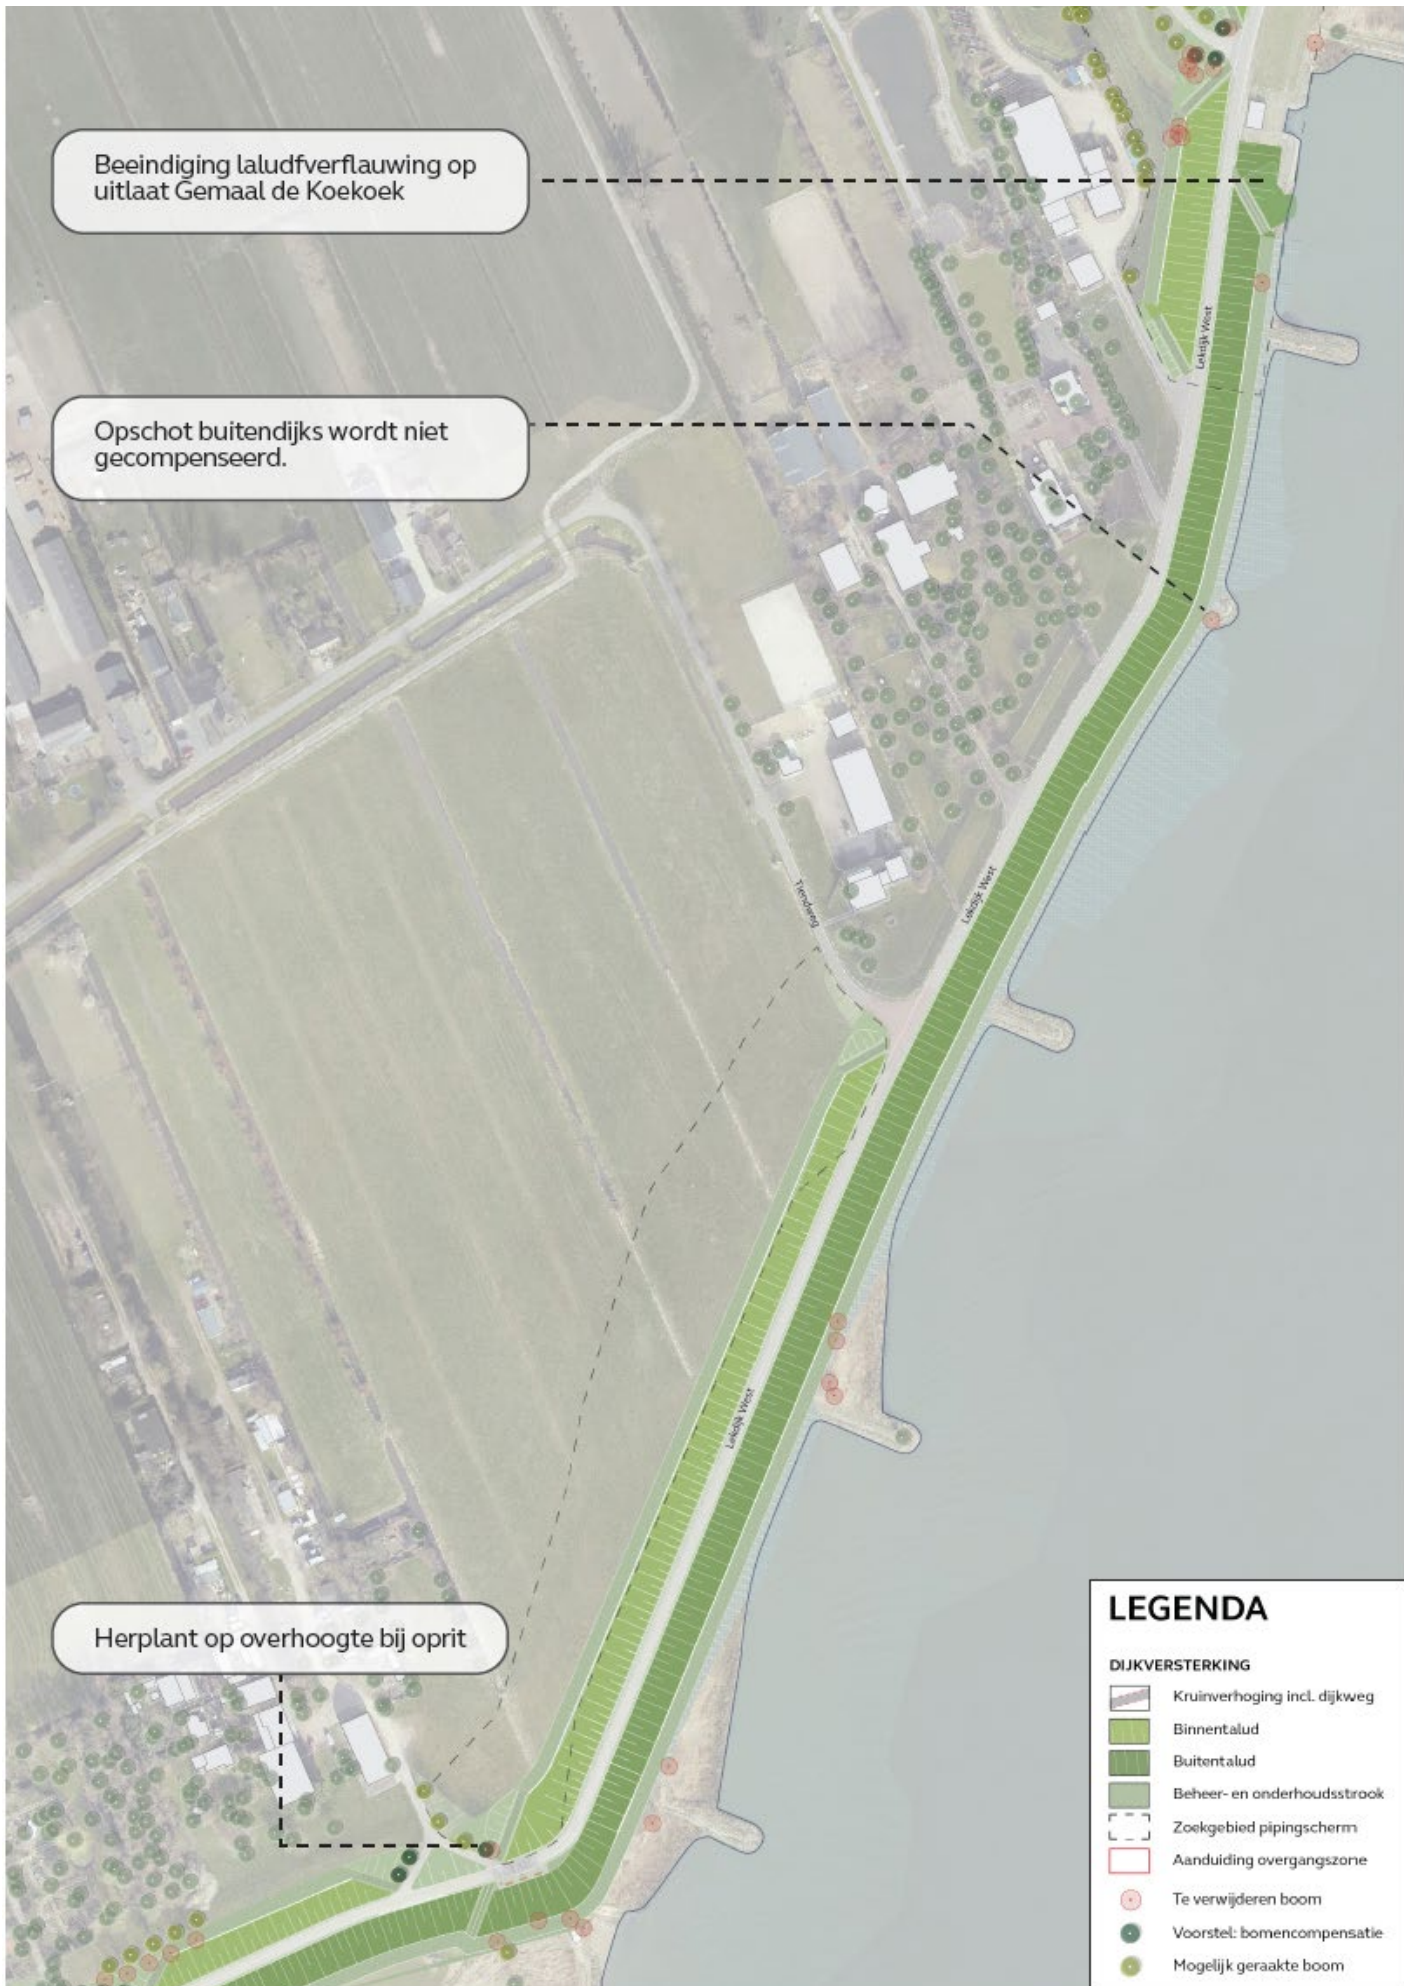 Beeindiging laludfverflauwing op
uitlaat Gemaal de Koekoek
Lekdijk West
Opschot buitendijks wordt niet
gecompenseerd.
Tiendweg
Lekdijk West
Lekdijk West
Herplant op overhoogte bij oprit
LEGENDA
DIJKVERSTERKING
Kruinverhoging incl. dijkweg
Binnentalud
Buitentalud
Beheer- en onderhoudsstrook
Zoekgebied pipingscherm
Aanduiding overgangszone
Te verwijderen boom
Voorstel: bomencompensatie
Mogelijk geraakte boom